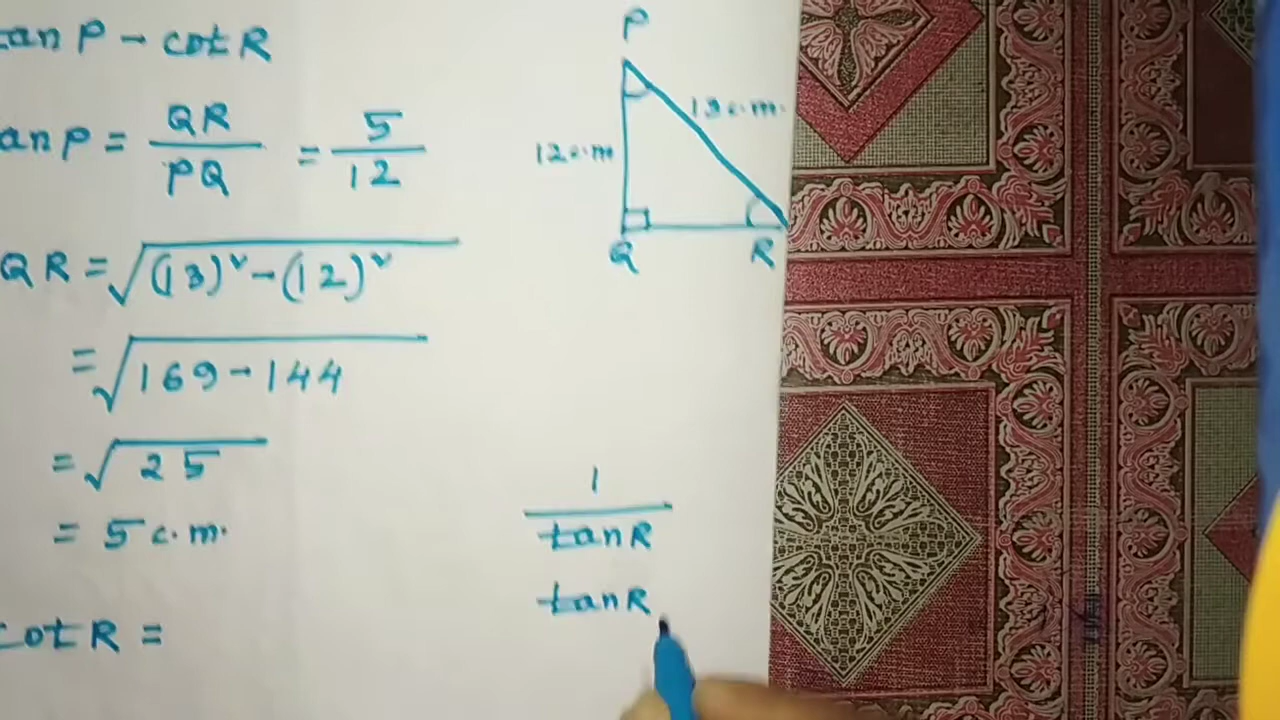 tan P - cot R
tan P = QR / PQ = 5 / 12
QR = √(13)² - (12)²
= √169 - 144
= √25
= 5 c.m.
cot R =
P
13 c.m.
12 c.m
Q R
1
tan R
tan R